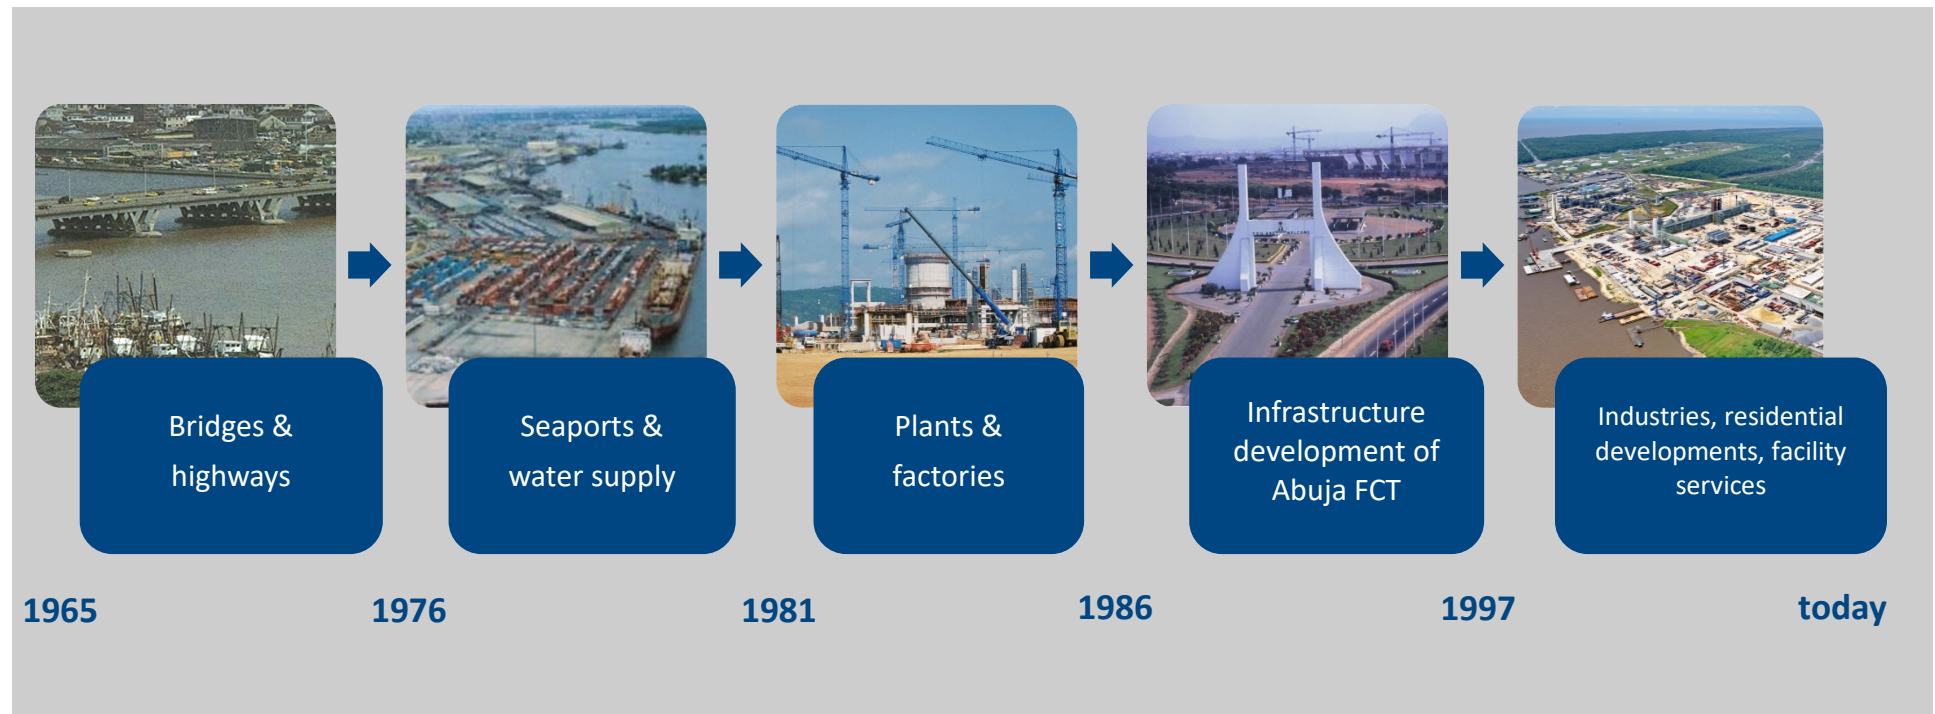 Bridges &
highways
Seaports &
water supply
Plants &
factories
Infrastructure
development of
Abuja FCT
Industries, residential
developments, facility
services
1965
1976
1981
1986
1997
today